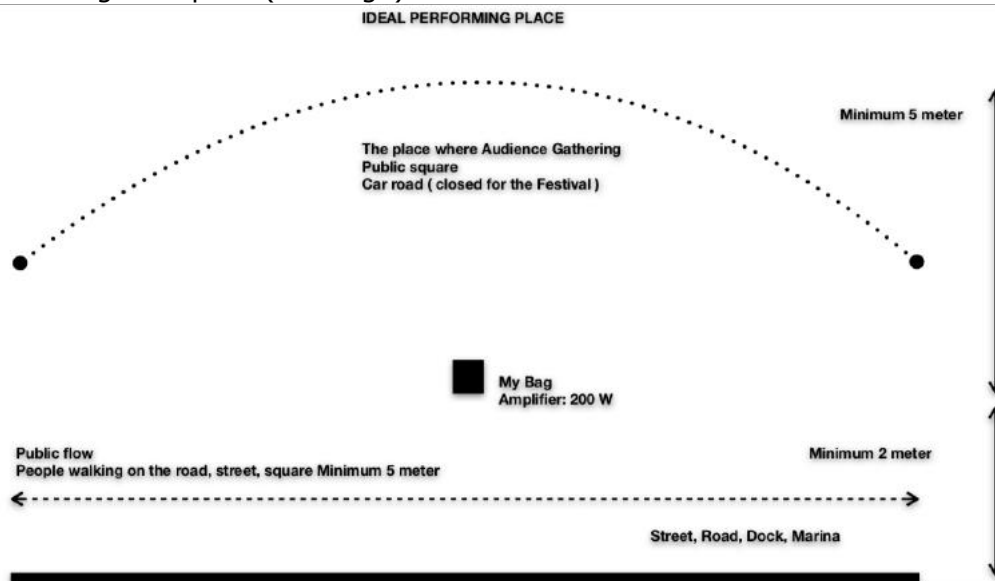 IDEAL PERFORMING PLACE
Minimum 5 meter
The place where Audience Gathering
Public square
Car road ( closed for the Festival )
My Bag
Amplifier: 200 W
Public flow
People walking on the road, street, square Minimum 5 meter
Minimum 2 meter
Street, Road, Dock, Marina